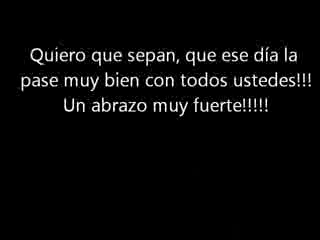 Quiero que sepan, que ese día la
pase muy bien con todos ustedes!!!
Un abrazo muy fuerte!!!!!